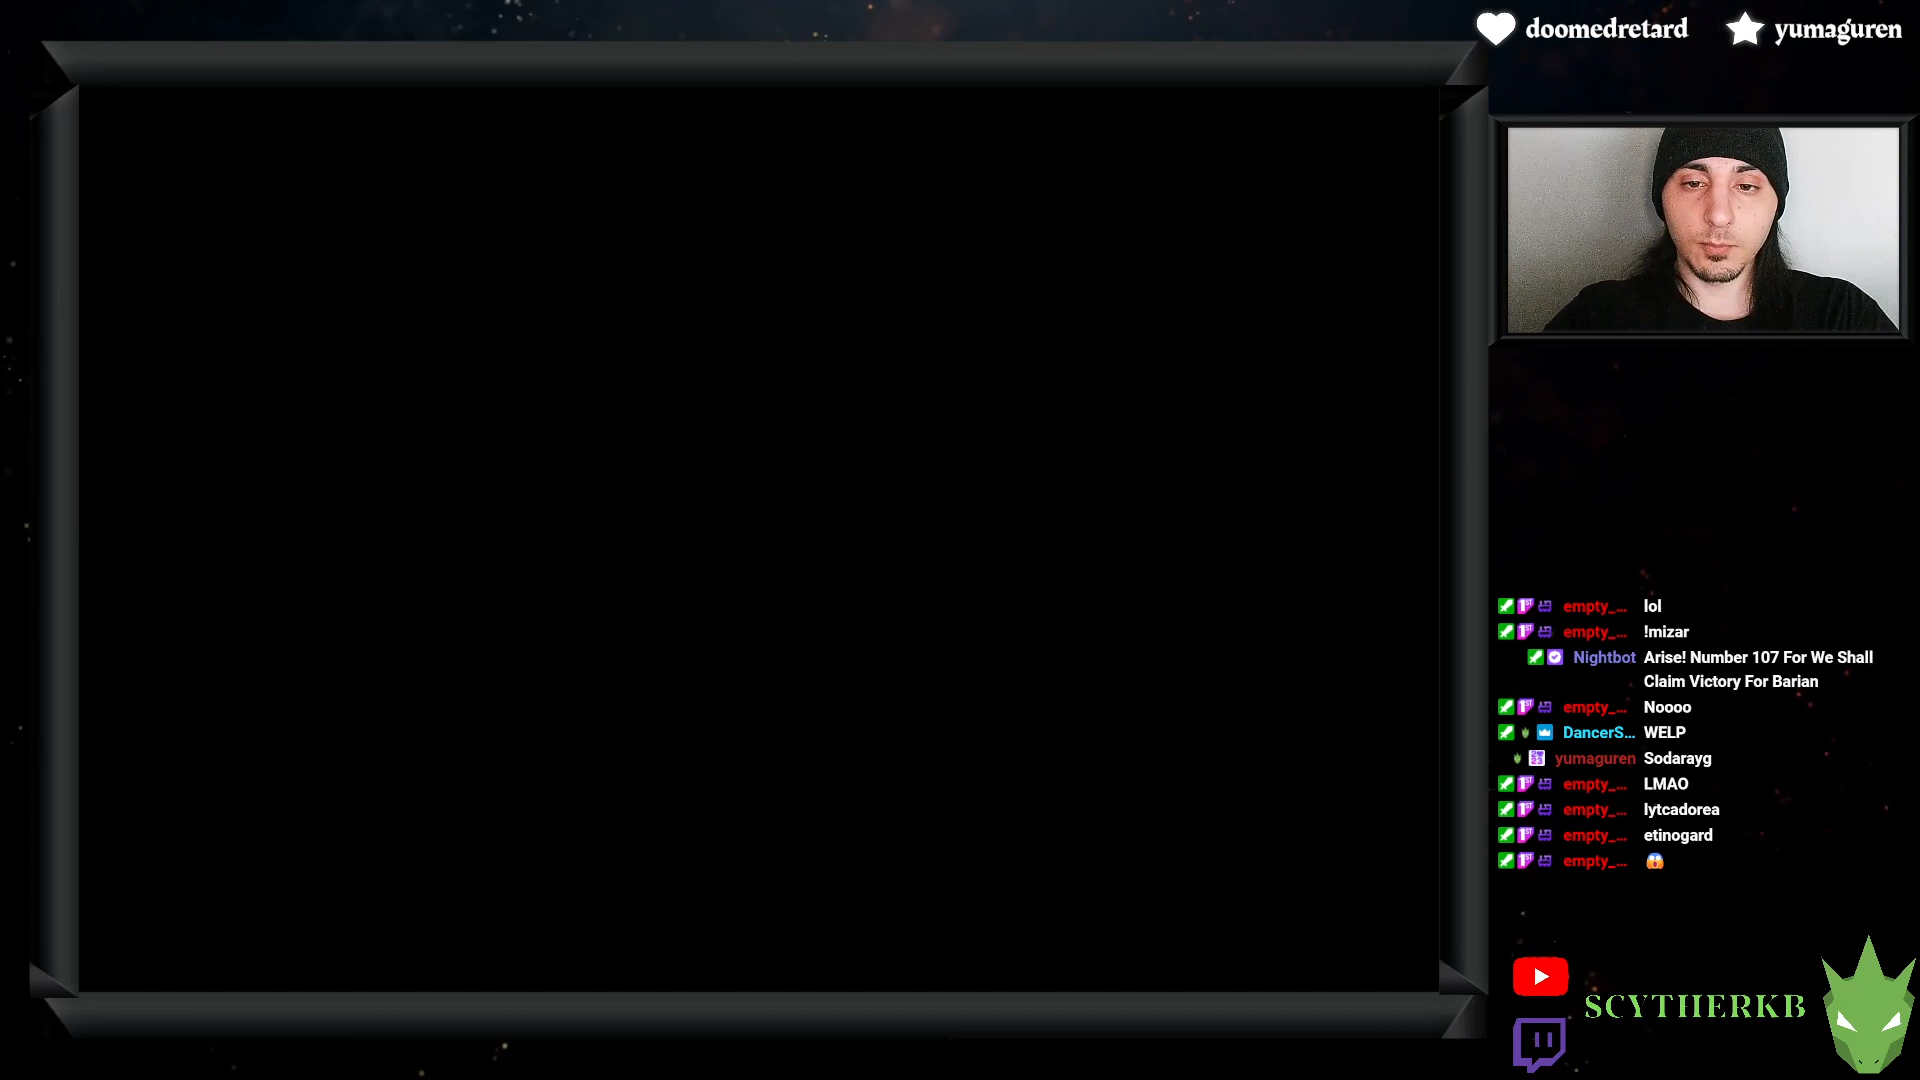 doomedretard yumaguren
empty_... lol
empty_... !mizar
Nightbot Arise! Number 107 For We Shall
Claim Victory For Barian
empty_... Noooo
DancerS... WELP
yumaguren Sodarayg
empty_... LMAO
empty_... lytcadorea
empty_... etinogard
empty_... 😱
SCYTHERKB